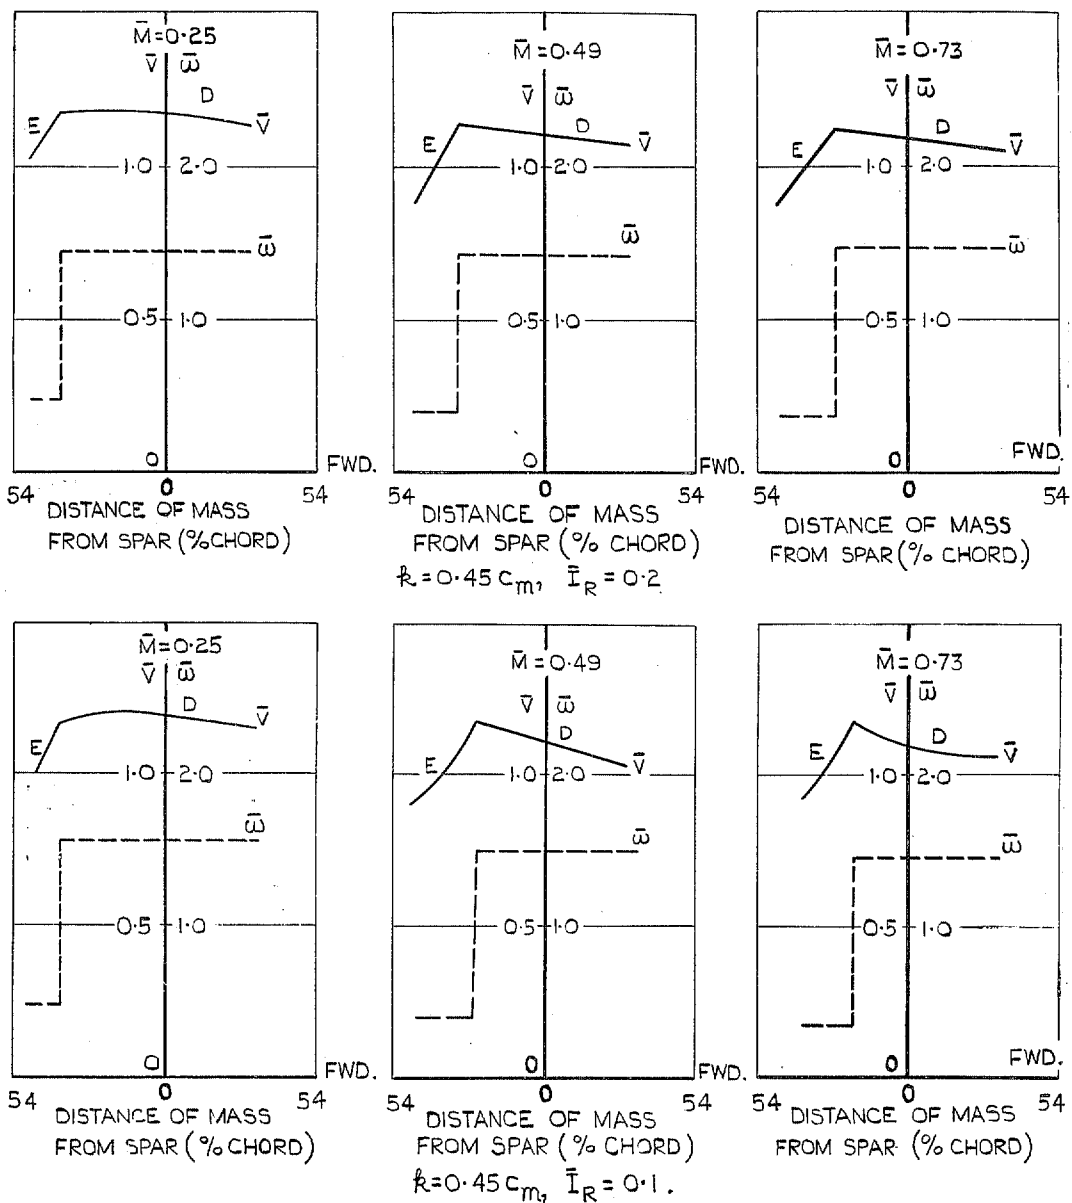 M̄=0·25
V̄ ω̄
E
D
V̄
1·0 2·0
ω̄
0·5 1·0
0
FWD.
54 0 54
DISTANCE OF MASS
FROM SPAR (% CHORD)
M̄=0·49
V̄ ω̄
E
D
V̄
1·0 2·0
ω̄
0·5 1·0
0
FWD.
54 0 54
DISTANCE OF MASS
FROM SPAR (% CHORD)
M̄=0·73
V̄ ω̄
E
D
V̄
1·0 2·0
ω̄
0·5 1·0
0
FWD.
54 0 54
DISTANCE OF MASS
FROM SPAR (% CHORD.)
k=0·45 Cm, ĪR=0·2
M̄=0·25
V̄ ω̄
E
D
V̄
1·0 2·0
ω̄
0·5 1·0
0
FWD.
54 0 54
DISTANCE OF MASS
FROM SPAR (% CHORD)
M̄=0·49
V̄ ω̄
E
D
V̄
1·0 2·0
ω̄
0·5 1·0
0
FWD.
54 0 54
DISTANCE OF MASS
FROM SPAR (% CHORD)
M̄=0·73
V̄ ω̄
E
D
V̄
1·0 2·0
ω̄
0·5 1·0
0
FWD.
54 0 54
DISTANCE OF MASS
FROM SPAR (% CHORD)
k=0·45 Cm, ĪR=0·1.